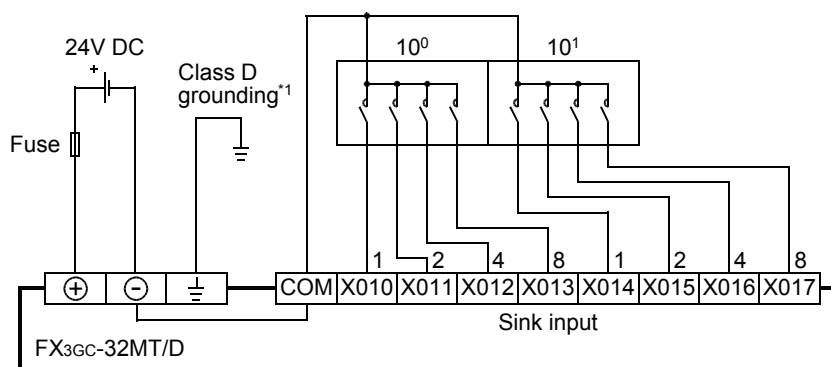 24V DC
+
Class D
grounding*1
Fuse
10⁰ 10¹
1 2 4 8 1 2 4 8
+ - COM X010 X011 X012 X013 X014 X015 X016 X017
Sink input
FX3GC-32MT/D